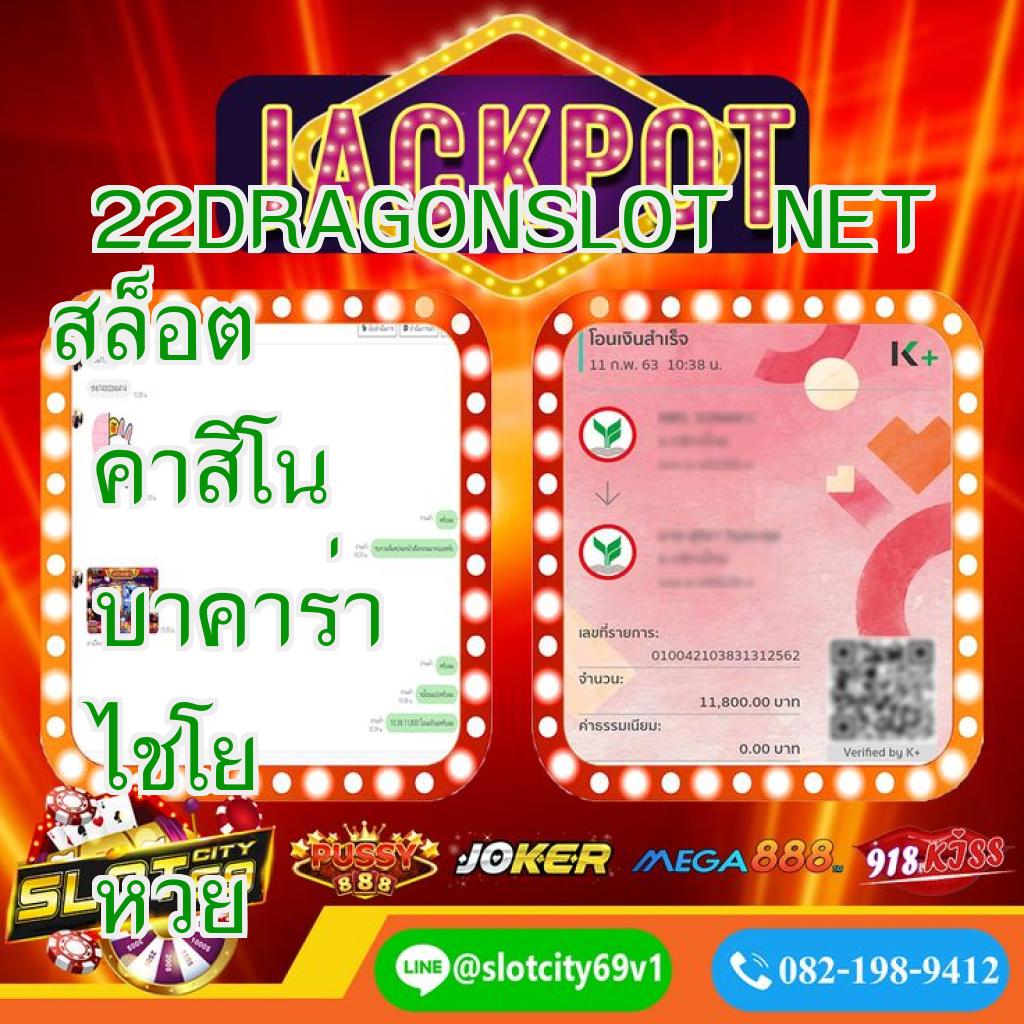 JACKPOT
22DRAGONSLOT NET
สล็อต
คาสิโน
บาคาร่า
ไชโย
หวย
โอนเงินสำเร็จ
11 ก.พ. 63 10:38 น.
K+
เลขที่รายการ:
010042103831312562
จำนวน:
11,800.00 บาท
ค่าธรรมเนียม:
0.00 บาท
Verified by K+
SLOT CITY
PUSSY
888
JOKER
MEGA888
918KISS
LINE @slotcity69v1
082-198-9412